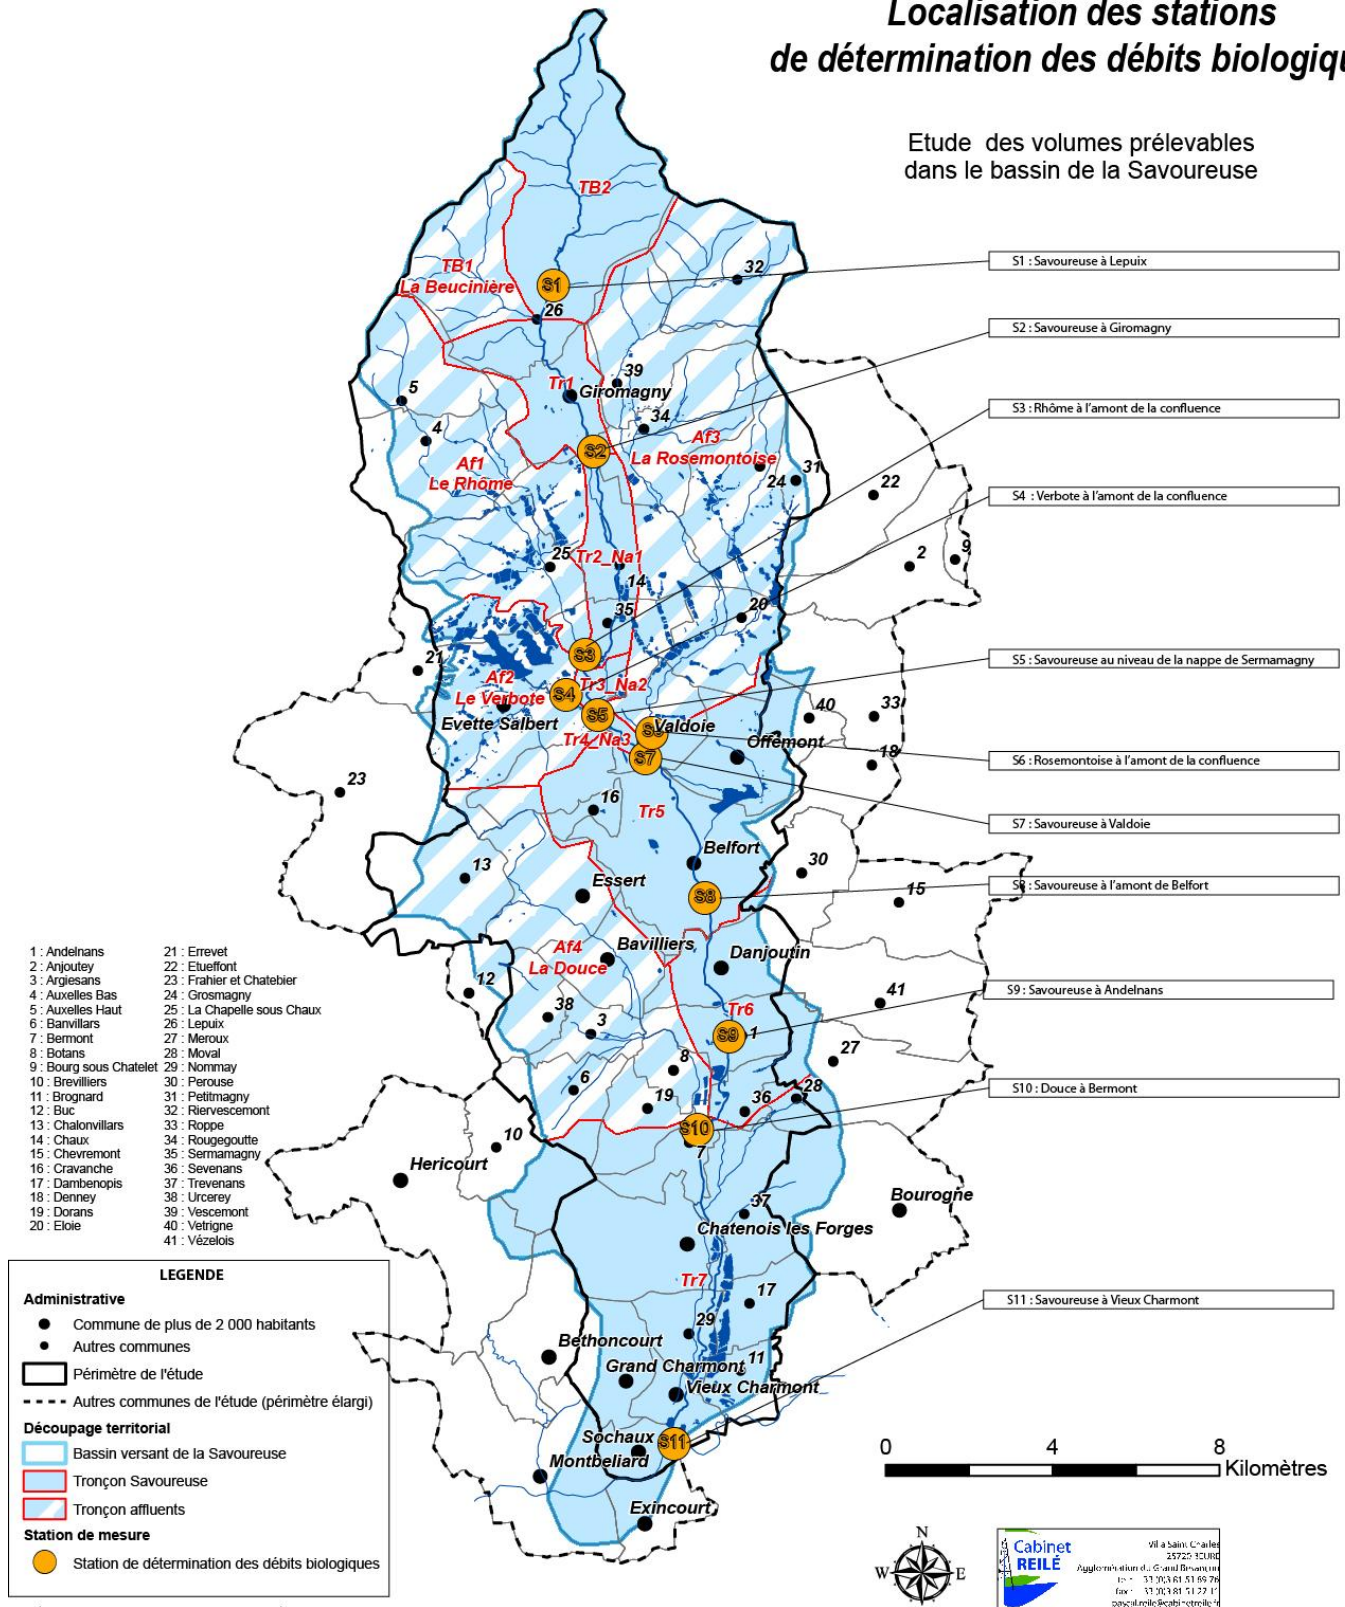 Localisation des stations
de détermination des débits biologiqu
Etude des volumes prélevables
dans le bassin de la Savoureuse
TB2
TB1
La Beucinière
S1
32
26
S1 : Savoureuse à Lepuix
S2 : Savoureuse à Giromagny
39
Tr1
Giromagny
5
34
4
S2
Af3
La Rosemontoise
S3 : Rhôme à l'amont de la confluence
Af1
Le Rhôme
24
31
22
S4 : Verbote à l'amont de la confluence
25
Tr2_Na1
14
2
9
35
20
S3
21
Af2
Le Verbote
S4
Tr3_Na2
S5 : Savoureuse au niveau de la nappe de Sermamagny
Evette Salbert
S5
Valdoie
40
33
Tr4_Na3
S7
Offemont
18
S6 : Rosemontoise à l'amont de la confluence
23
16
Tr5
S7 : Savoureuse à Valdoie
Belfort
13
Essert
30
S8
15
S8 : Savoureuse à l'amont de Belfort
Af4
La Douce
Bavilliers
Danjoutin
12
38
3
Tr6
41
S9 : Savoureuse à Andelnans
S9
1
8
27
6
19
36
28
S10 : Douce à Bermont
S10
7
10
Hericourt
37
Bourogne
Chatenois les Forges
Tr7
17
S11 : Savoureuse à Vieux Charmont
29
Bethoncourt
11
Grand Charmont
Vieux Charmont
Sochaux
S11
Montbeliard
Exincourt
1 : Andelnans
2 : Anjoutey
3 : Argiesans
4 : Auxelles Bas
5 : Auxelles Haut
6 : Banvillars
7 : Bermont
8 : Botans
9 : Bourg sous Chatelet
10 : Brevilliers
11 : Brognard
12 : Buc
13 : Chalonvillars
14 : Chaux
15 : Chevremont
16 : Cravanche
17 : Dambenopis
18 : Denney
19 : Dorans
20 : Eloie
21 : Errevet
22 : Etueffont
23 : Frahier et Chatebier
24 : Grosmagny
25 : La Chapelle sous Chaux
26 : Lepuix
27 : Meroux
28 : Moval
29 : Nommay
30 : Perouse
31 : Petitmagny
32 : Riervescemont
33 : Roppe
34 : Rougegoutte
35 : Sermamagny
36 : Sevenans
37 : Trevenans
38 : Urcerey
39 : Vescemont
40 : Vetrigne
41 : Vézelois
LEGENDE
Administrative
Commune de plus de 2 000 habitants
Autres communes
Périmètre de l'étude
Autres communes de l'étude (périmètre élargi)
Découpage territorial
Bassin versant de la Savoureuse
Tronçon Savoureuse
Tronçon affluents
Station de mesure
Station de détermination des débits biologiques
0 4 8
Kilomètres
N
W E
S
Cabinet
REILÉ